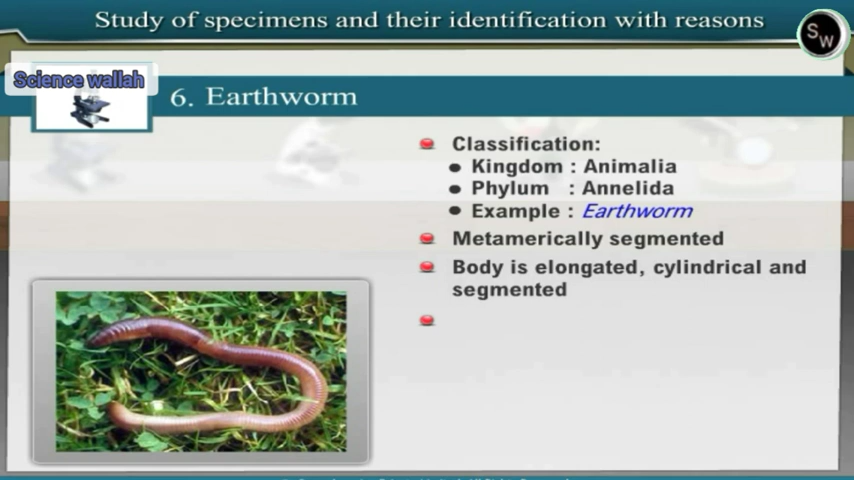 Study of specimens and their identification with reasons
SW
Science wallah
6. Earthworm
Classification:
Kingdom : Animalia
Phylum : Annelida
Example : Earthworm
Metamerically segmented
Body is elongated, cylindrical and
segmented